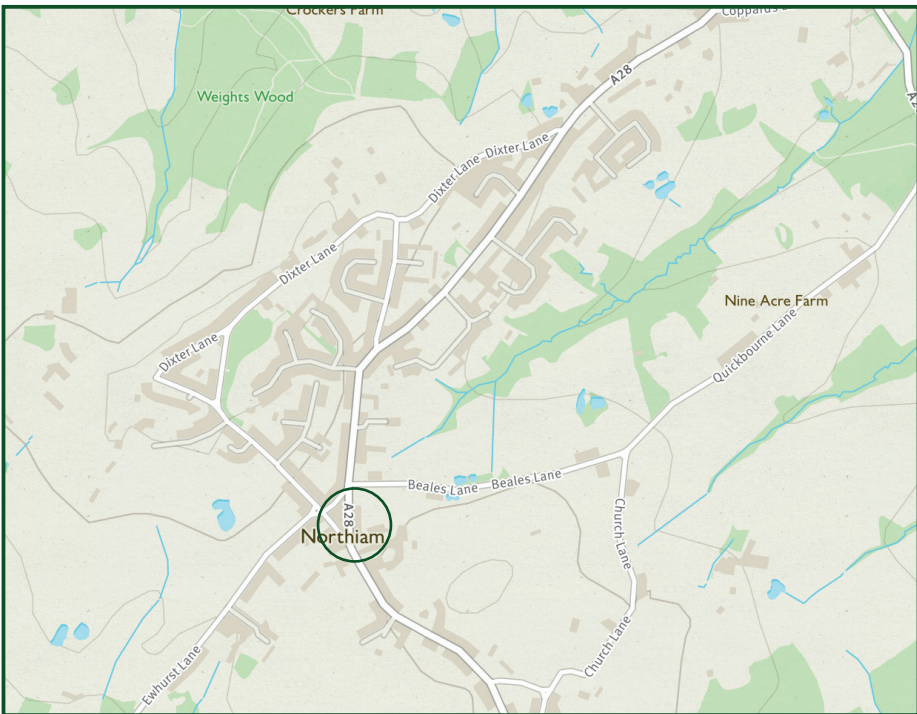 Crockers Farm
Coppards
A28
A2
Weights Wood
Dixter Lane
Dixter Lane
Dixter Lane
Nine Acre Farm
Dixter Lane
Quickbourne Lane
Beales Lane
Beales Lane
A28
Northiam
Church Lane
Church Lane
Ewhurst Lane